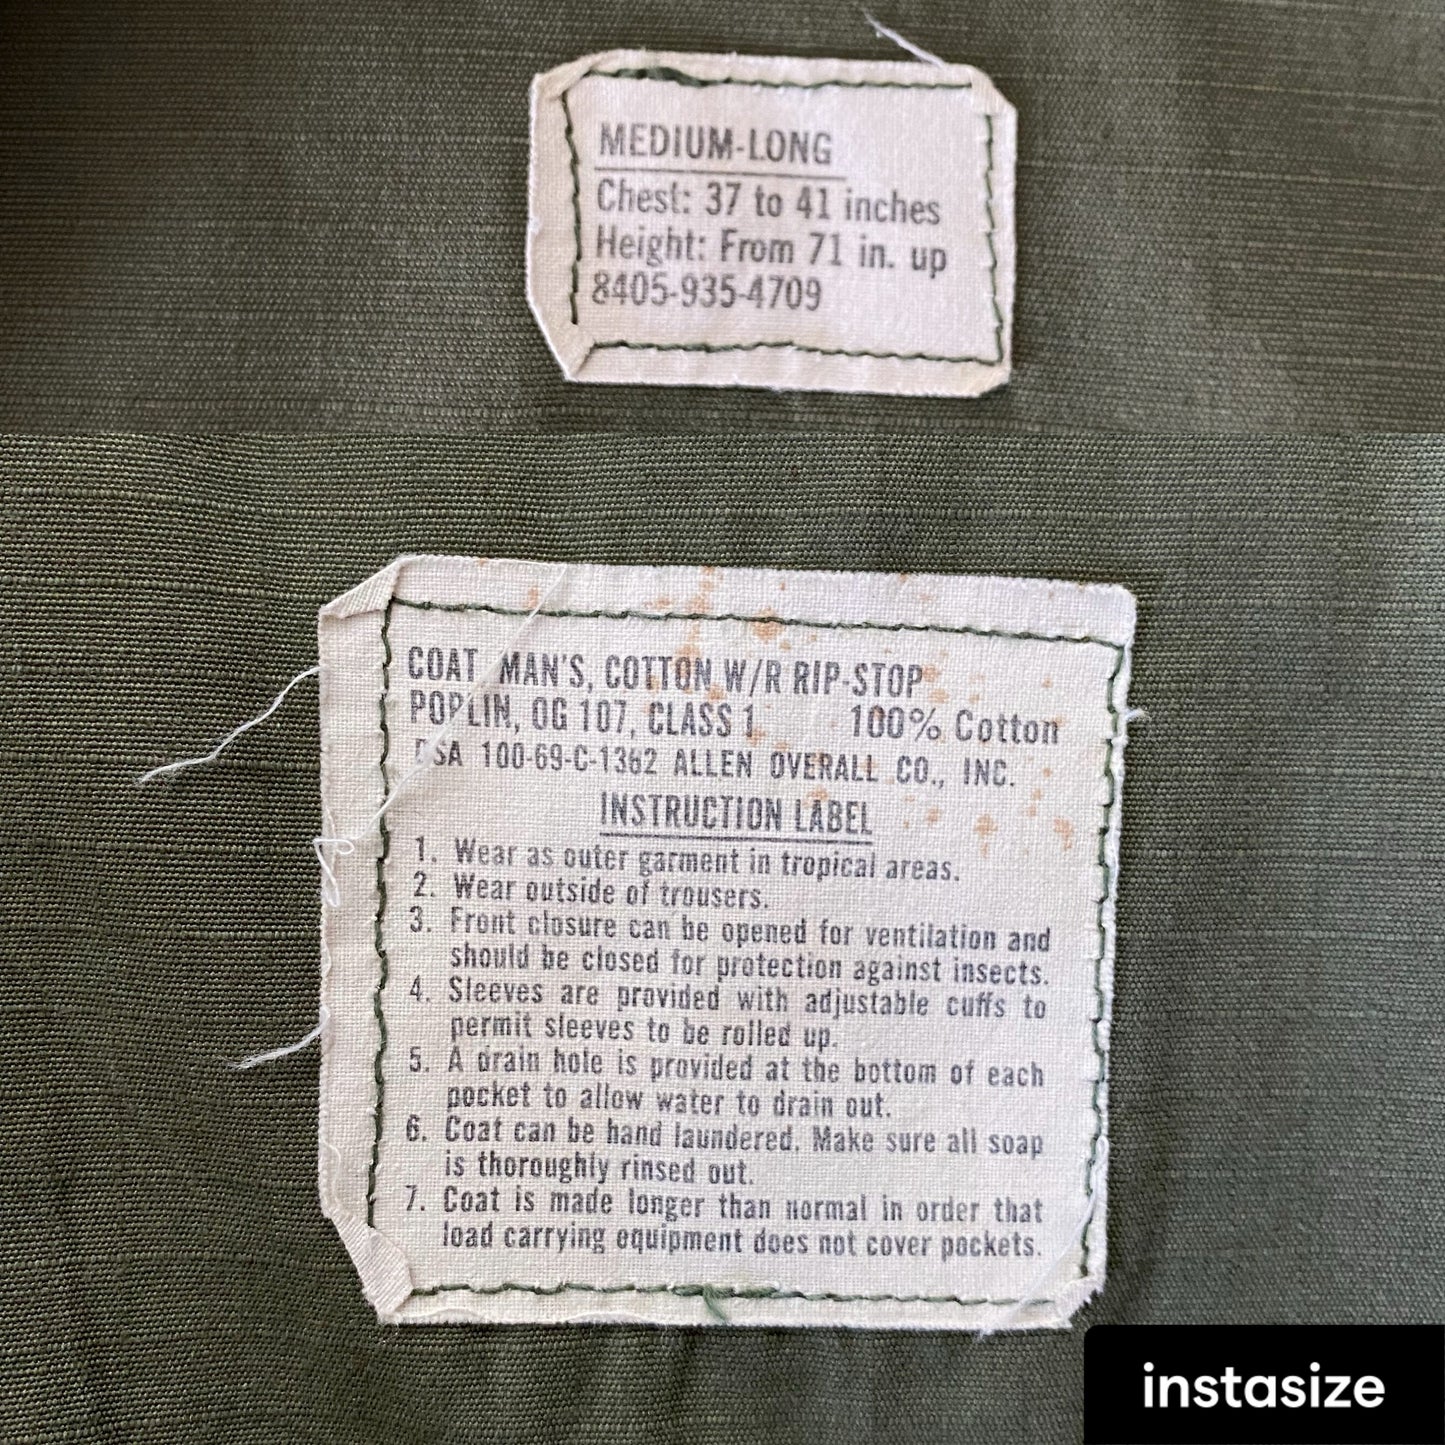 MEDIUM-LONG
Chest: 37 to 41 inches
Height: From 71 in. up
8405-935-4709
COAT MAN'S, COTTON W/R RIP-STOP
POPLIN, OG 107, CLASS 1 100% Cotton
DSA 100-69-C-1362 ALLEN OVERALL CO., INC.
INSTRUCTION LABEL
1. Wear as outer garment in tropical areas.
2. Wear outside of trousers.
3. Front closure can be opened for ventilation and
should be closed for protection against insects.
4. Sleeves are provided with adjustable cuffs to
permit sleeves to be rolled up.
5. A drain hole is provided at the bottom of each
pocket to allow water to drain out.
6. Coat can be hand laundered. Make sure all soap
is thoroughly rinsed out.
7. Coat is made longer than normal in order that
load carrying equipment does not cover pockets.
instasize